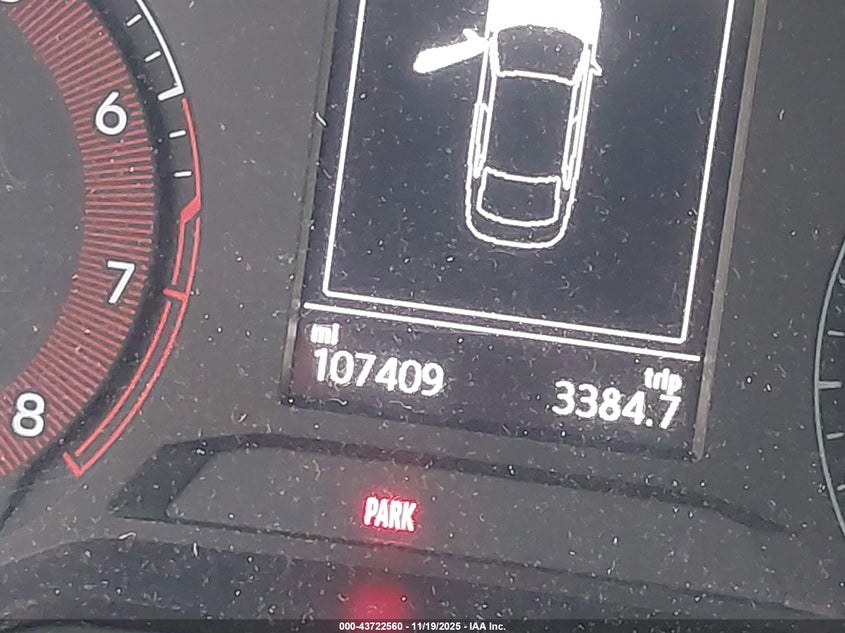 6
7
8
mi
107409
trip
3384.7
PARK
000-43722560 - 11/19/2025 - IAA Inc.